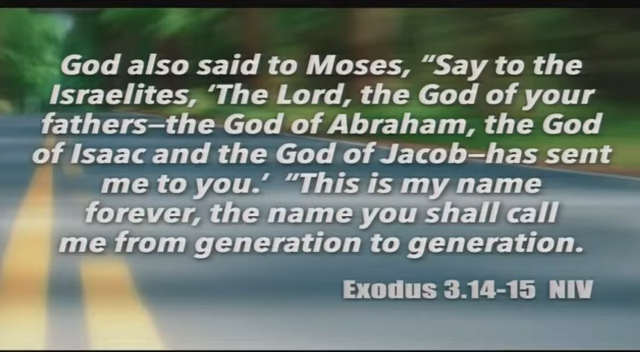 God also said to Moses, “Say to the
Israelites, ‘The Lord, the God of your
fathers—the God of Abraham, the God
of Isaac and the God of Jacob—has sent
me to you.’ “This is my name
forever, the name you shall call
me from generation to generation.
Exodus 3.14-15 NIV